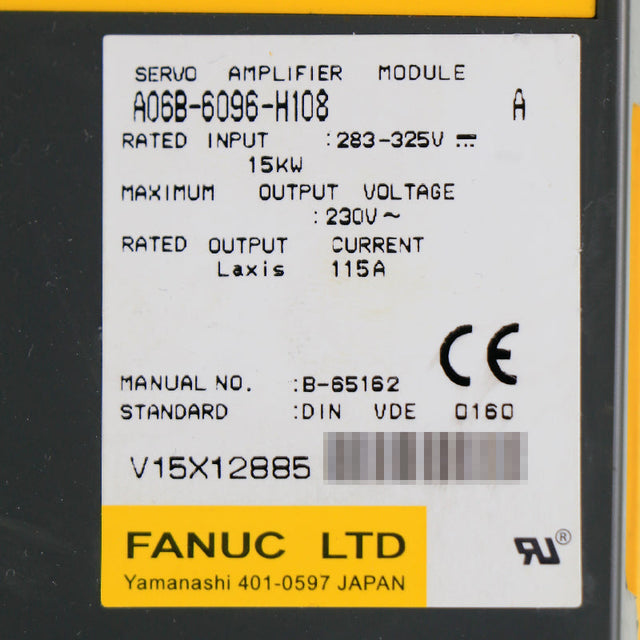 SERVO AMPLIFIER MODULE
A06B-6096-H108 A
RATED INPUT :283-325V ⎓
15KW
MAXIMUM OUTPUT VOLTAGE
:230V~
RATED OUTPUT CURRENT
Laxis 115A
CE
MANUAL NO. :B-65162
STANDARD :DIN VDE 0160
V15X12885
FANUC LTD
Yamanashi 401-0597 JAPAN
RU®